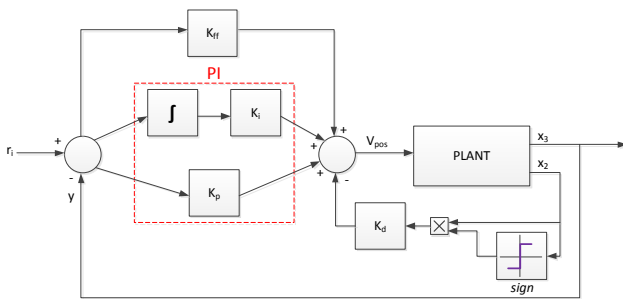 Kff
PI
∫
Ki
+
+
ri
+
Vpos
PLANT
x3
x2
-
+
-
y
Kp
Kd
×
sign